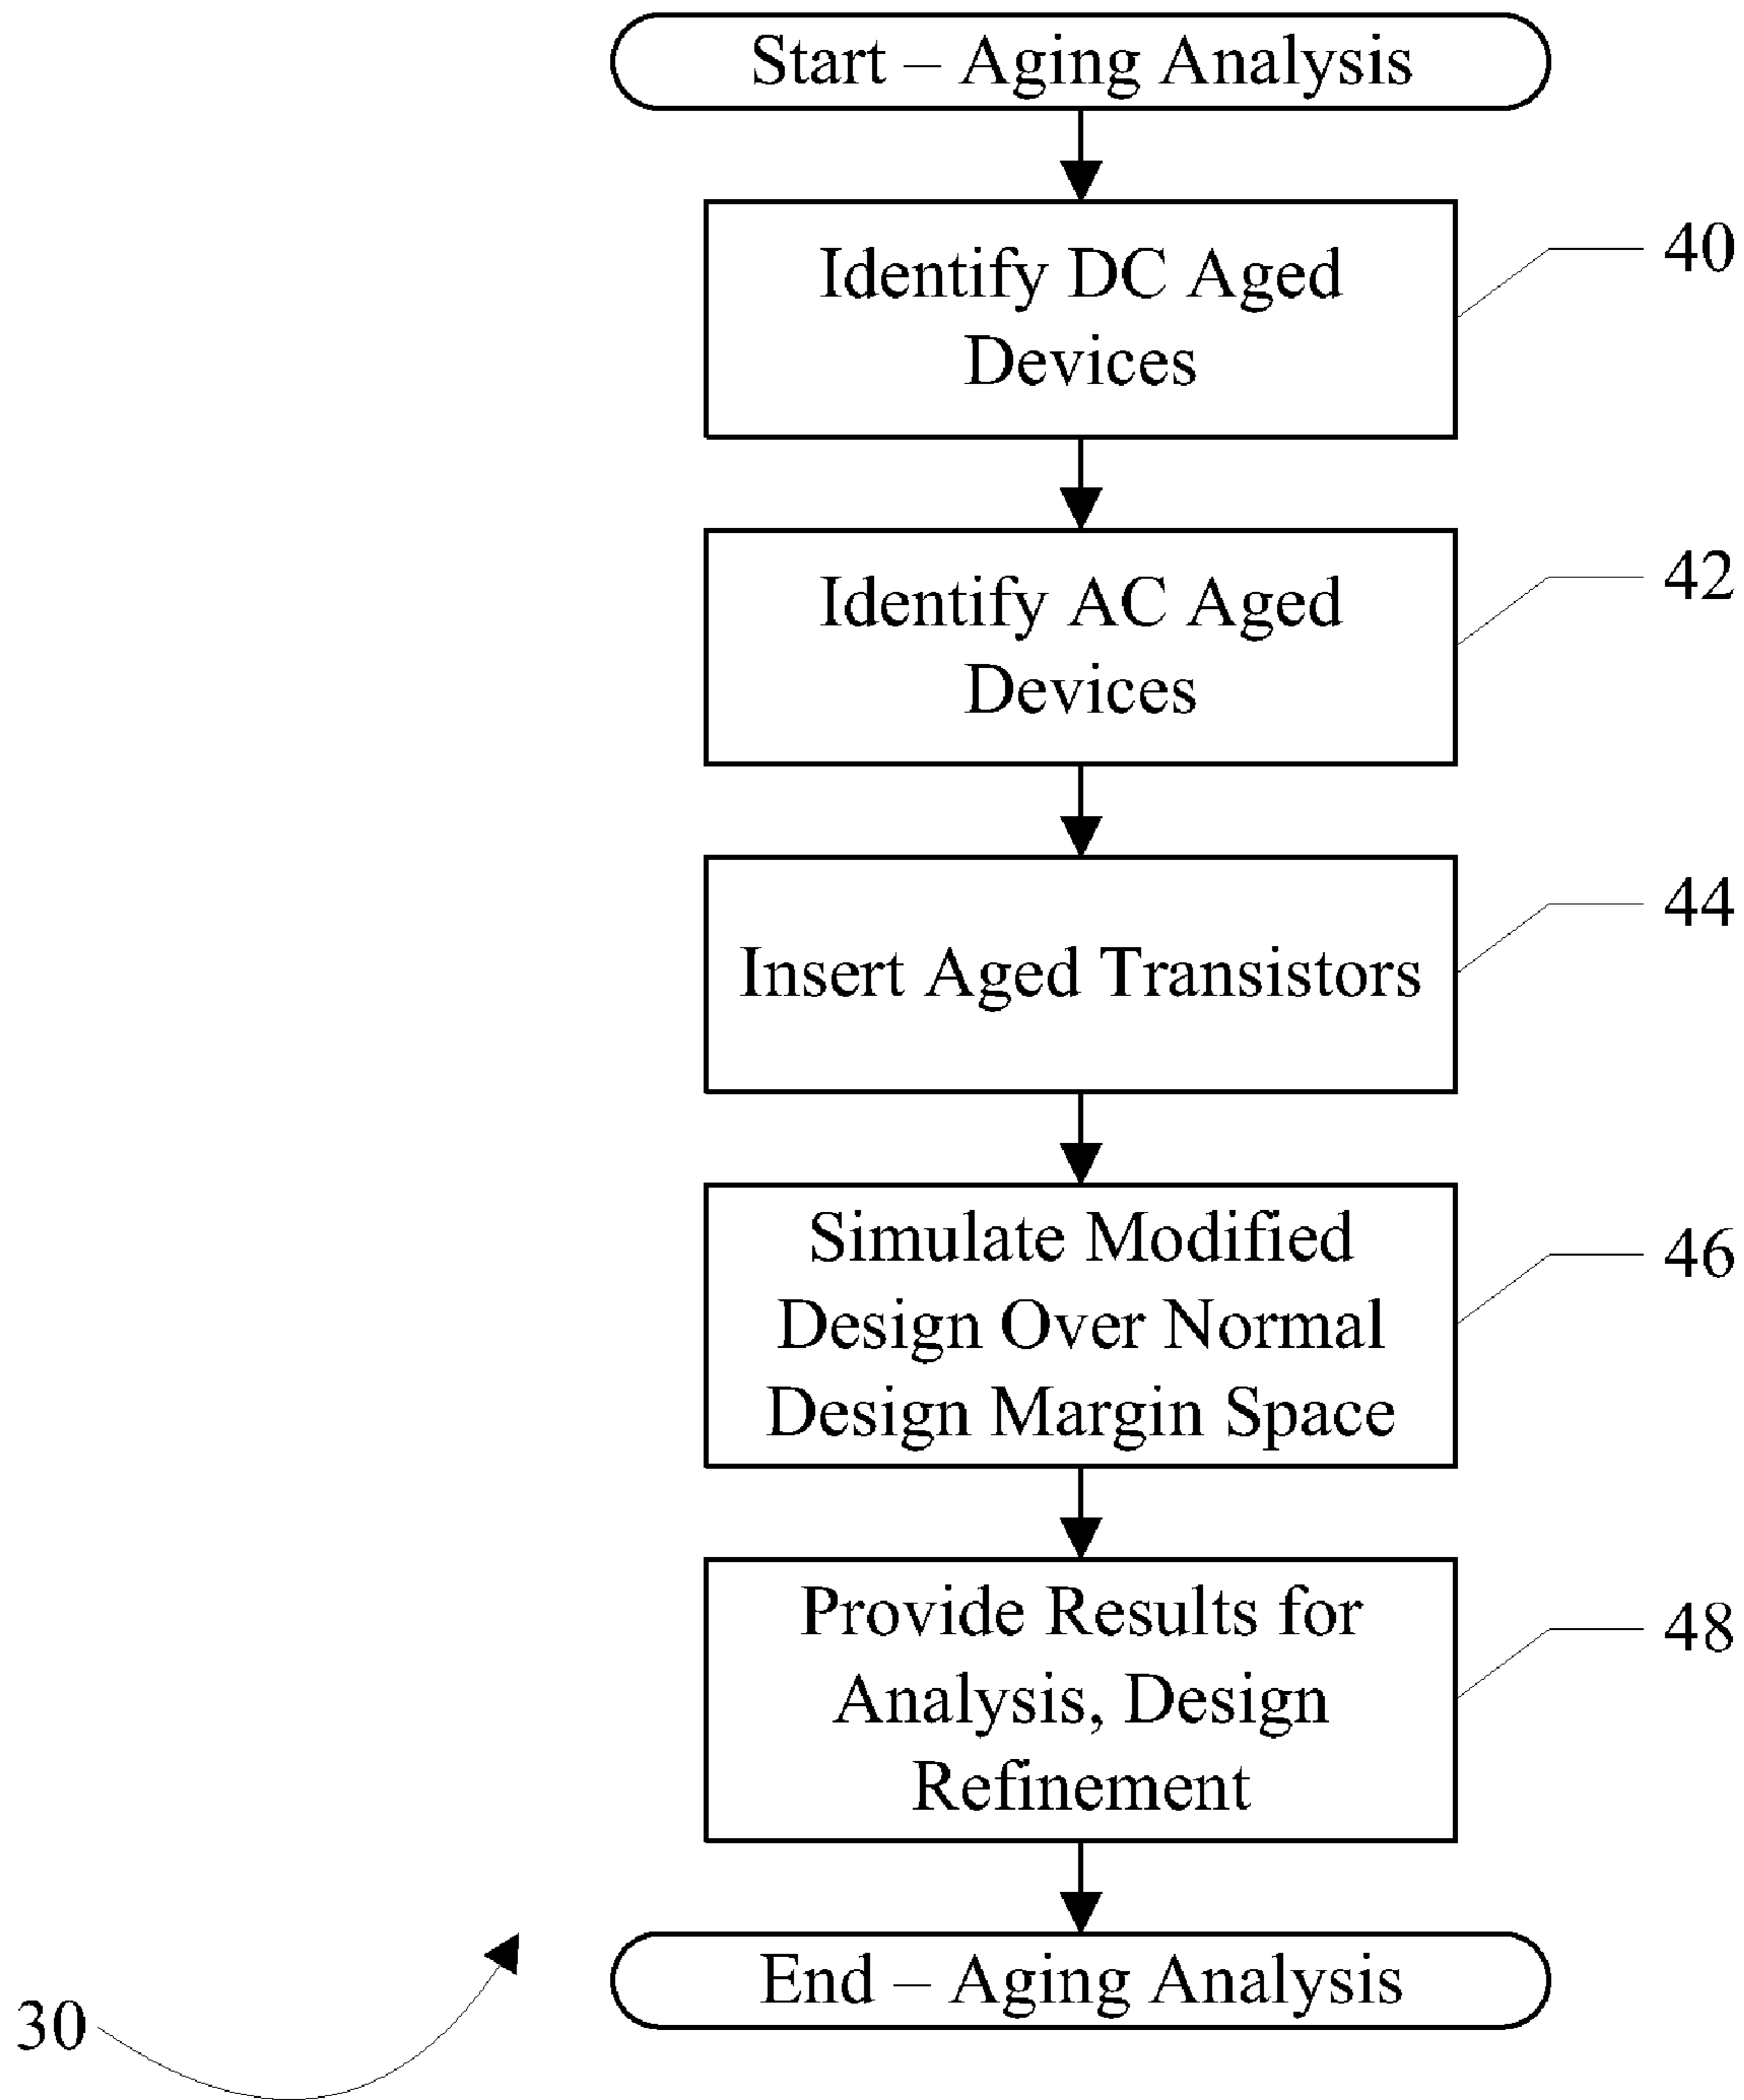 Start – Aging Analysis
Identify DC Aged
Devices
40
Identify AC Aged
Devices
42
Insert Aged Transistors
44
Simulate Modified
Design Over Normal
Design Margin Space
46
Provide Results for
Analysis, Design
Refinement
48
End – Aging Analysis
30